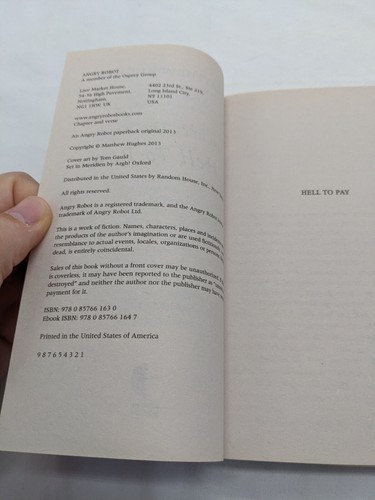 ANGRY ROBOT
A member of the Osprey Group
Lace Market House,
54-56 High Pavement,
Nottingham,
NG1 1HW, UK
4402 23rd St., Ste 219,
Long Island City,
NY 11101
USA
www.angryrobotbooks.com
Chapter and verse
An Angry Robot paperback original 2013
Copyright © Matthew Hughes 2013
Cover art by Tom Gauld
Set in Meridien by Argh! Oxford
Distributed in the United States by Random House, Inc., New
All rights reserved.
Angry Robot is a registered trademark, and the Angry Robot
trademark of Angry Robot Ltd.
This is a work of fiction. Names, characters, places and
the products of the author's imagination or are used fictitiously.
resemblance to actual events, locales, organizations or persons,
dead, is entirely coincidental.
Sales of this book without a front cover may be unauthorized.
is coverless, it may have been reported to the publisher as
destroyed" and neither the author nor the publisher may have
payment for it.
ISBN: 978 0 85766 163 0
Ebook ISBN: 978 0 85766 164 7
Printed in the United States of America
9 8 7 6 5 4 3 2 1
HELL TO PAY